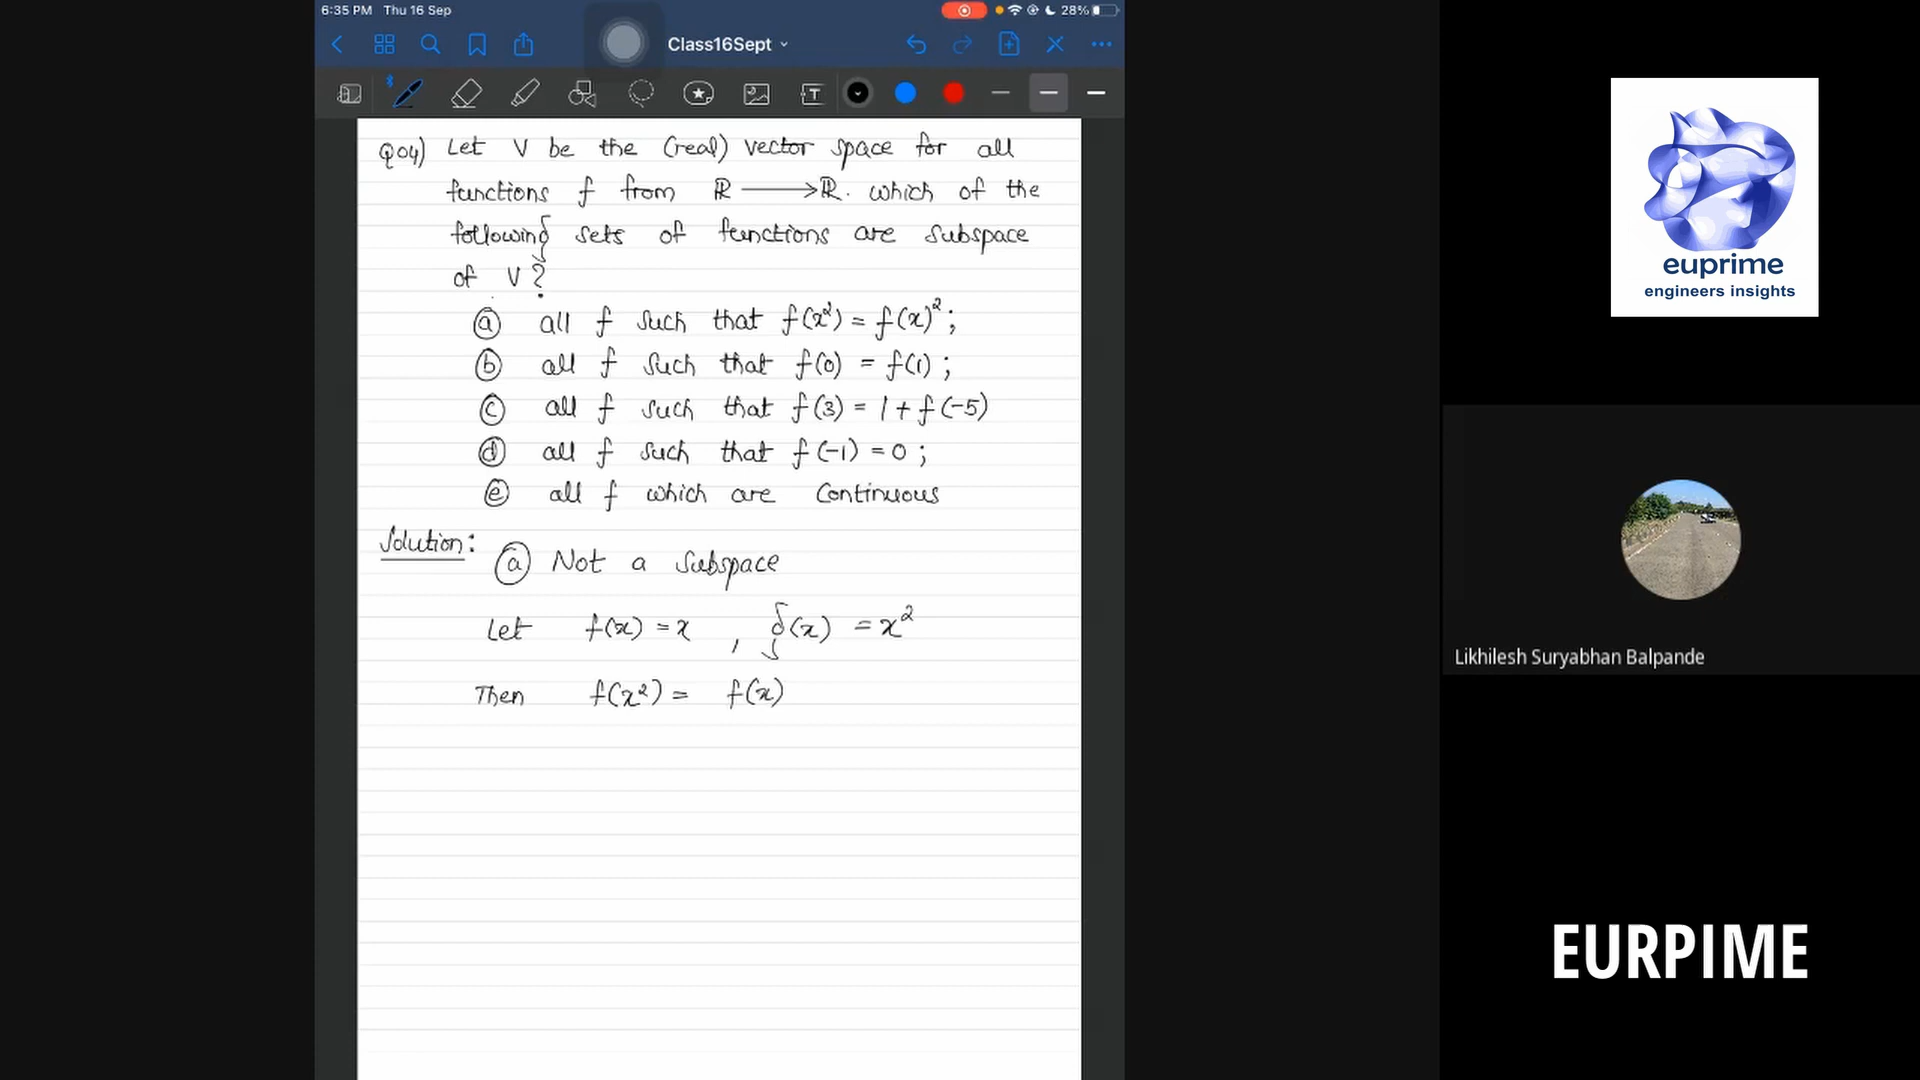 6:35 PM Thu 16 Sep
28%
Class16Sept
Q04) Let V be the (real) vector space for all
functions f from ℝ ⟶ ℝ. which of the
following sets of functions are subspace
of V ?
ⓐ all f such that f(x²) = f(x)² ;
ⓑ all f such that f(0) = f(1) ;
ⓒ all f such that f(3) = 1 + f(-5)
ⓓ all f such that f(-1) = 0 ;
ⓔ all f which are Continuous
Solution: ⓐ Not a Subspace
Let f(x) = x , g(x) = x²
Then f(x²) = f(x)
euprime
engineers insights
Likhilesh Suryabhan Balpande
EURPIME